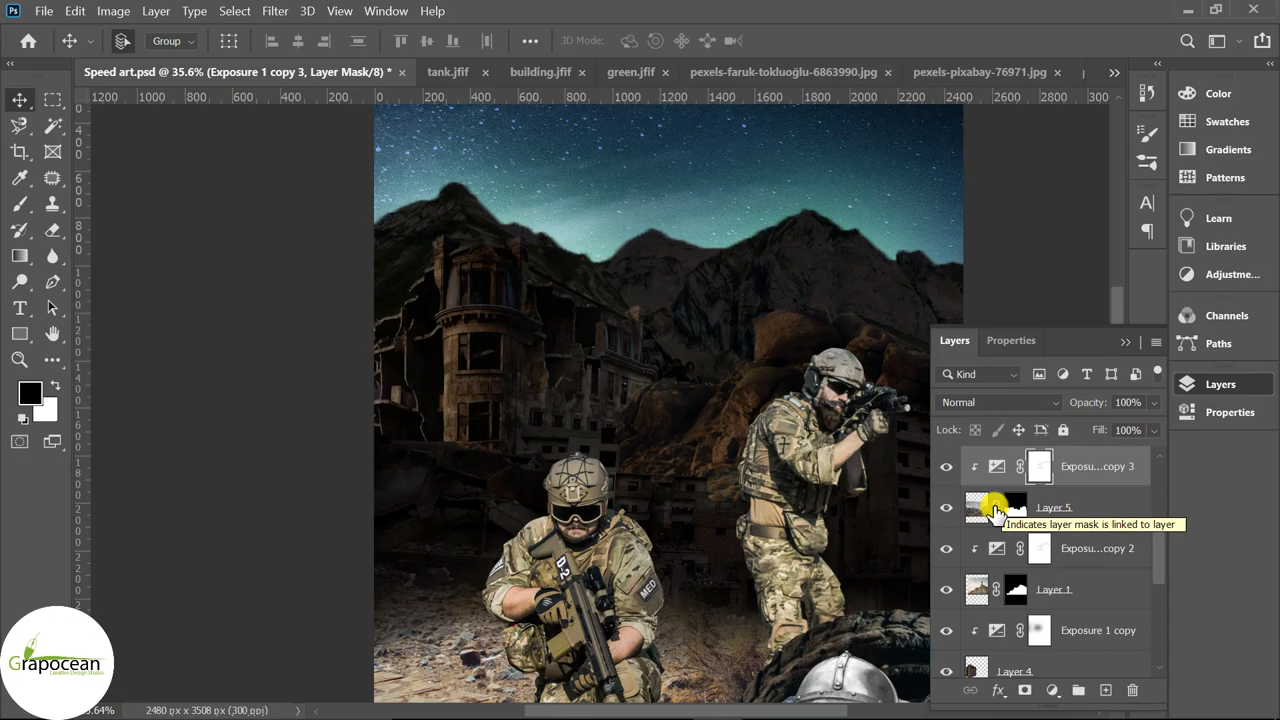 Ps File Edit Image Layer Type Select Filter 3D View Window Help
Group 3D Mode:
Speed art.psd @ 35.6% (Exposure 1 copy 3, Layer Mask/8) * × tank.jfif × building.jfif × green.jfif × pexels-faruk-tokluoğlu-6863990.jpg × pexels-pixabay-76971.jpg ×
1200 1000 800 600 400 200 0 200 400 600 800 1000 1200 1400 1600 1800 2000 2200 2400 2600 2800 300
Color
Swatches
Gradients
Patterns
Learn
Libraries
Adjustme...
Channels
Paths
Layers
Properties
Layers Properties
Kind
Normal Opacity: 100%
Lock: Fill: 100%
Exposu...copy 3
Layer 5
Indicates layer mask is linked to layer
Exposu...copy 2
Layer 1
Exposure 1 copy
Layer 4
D-2
MED
Grapocean
Creative Design Studio
5.64% 2480 px x 3508 px (300 ppi)